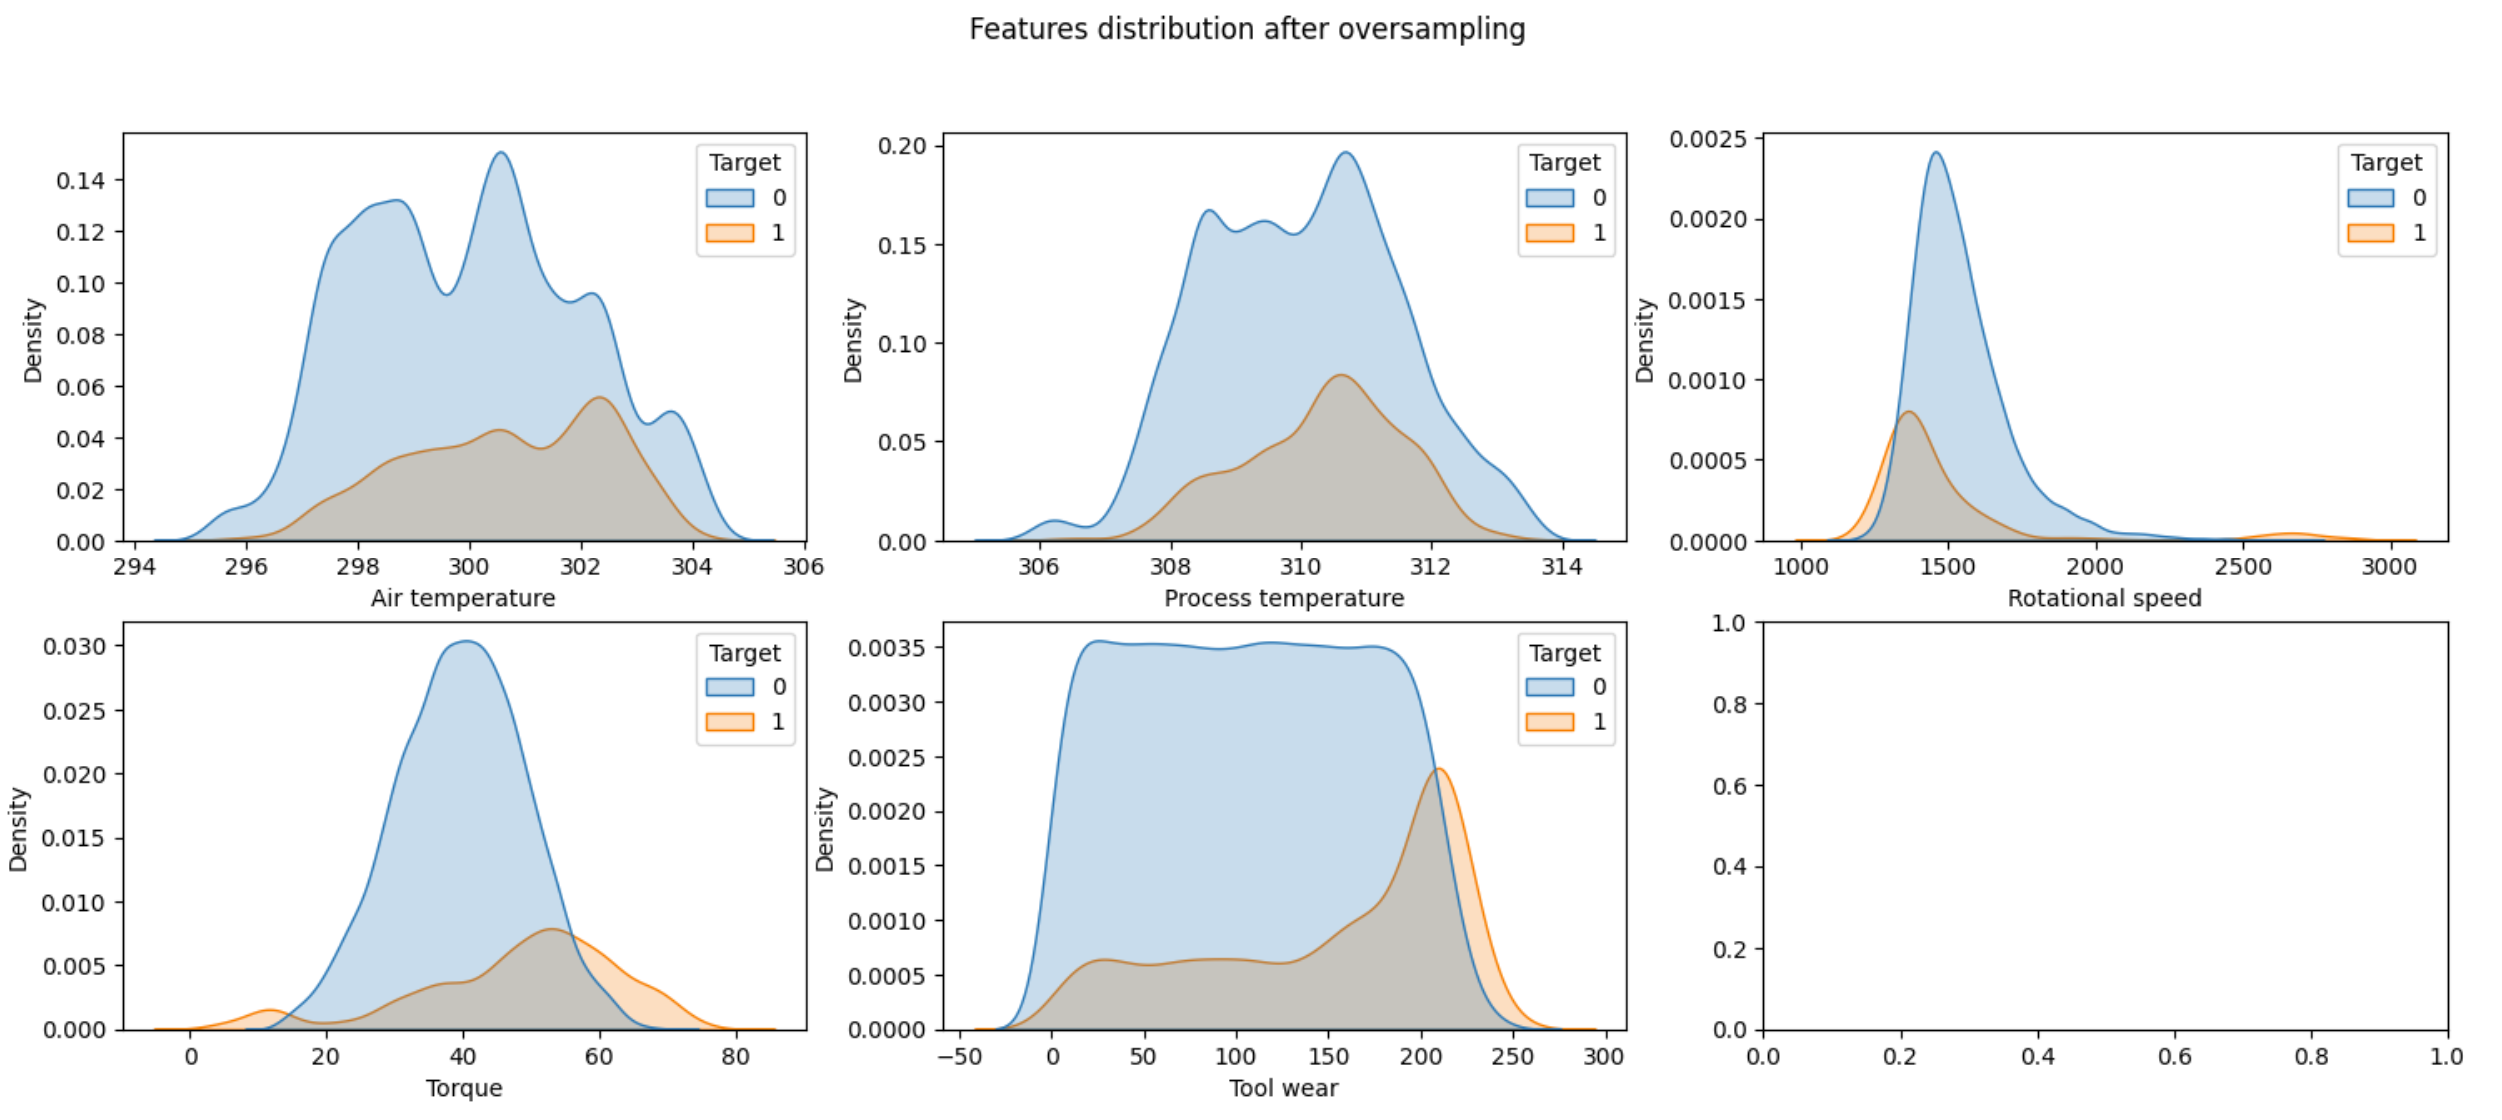 Features distribution after oversampling
Density
0.14
0.12
0.10
0.08
0.06
0.04
0.02
0.00
294 296 298 300 302 304 306
Air temperature
Target
0
1
Density
0.20
0.15
0.10
0.05
0.00
306 308 310 312 314
Process temperature
Target
0
1
Density
0.0025
0.0020
0.0015
0.0010
0.0005
0.0000
1000 1500 2000 2500 3000
Rotational speed
Target
0
1
Density
0.030
0.025
0.020
0.015
0.010
0.005
0.000
0 20 40 60 80
Torque
Target
0
1
Density
0.0035
0.0030
0.0025
0.0020
0.0015
0.0010
0.0005
0.0000
−50 0 50 100 150 200 250 300
Tool wear
Target
0
1
1.0
0.8
0.6
0.4
0.2
0.0
0.0 0.2 0.4 0.6 0.8 1.0